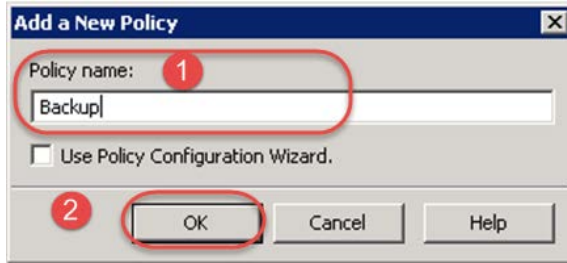 Add a New Policy
Policy name:
1
Backup
Use Policy Configuration Wizard.
2
OK
Cancel
Help